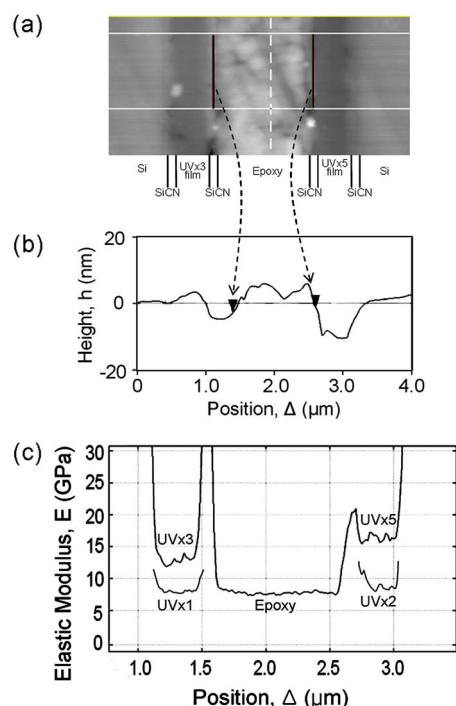 (a)
Si
UVx3
film
Epoxy
UVx5
film
Si
SiCN
SiCN
SiCN
SiCN
(b)
Height, h (nm)
20
0
-20
0
1.0
2.0
3.0
4.0
Position, Δ (µm)
(c)
Elastic Modulus, E (GPa)
30
25
20
15
10
5
0
UVx3
UVx5
UVx1
Epoxy
UVx2
1.0
1.5
2.0
2.5
3.0
Position, Δ (µm)